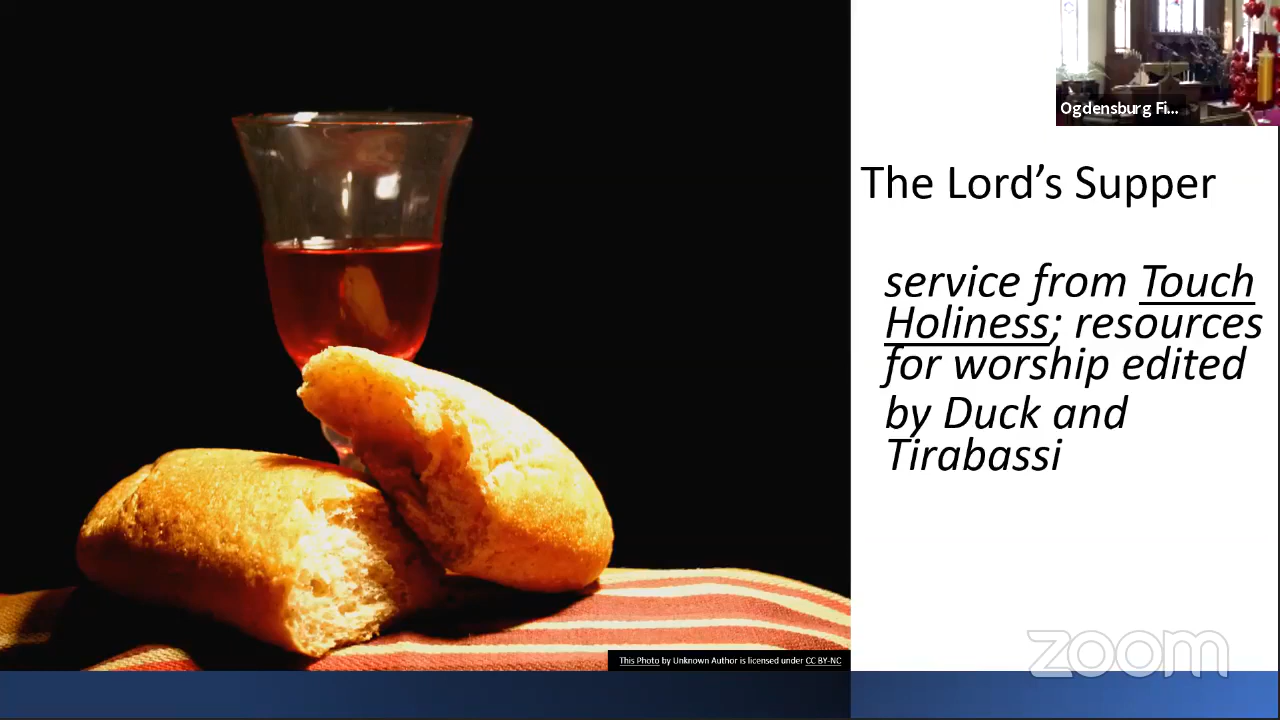 Ogdensburg Fi...
The Lord’s Supper
service from Touch
Holiness; resources
for worship edited
by Duck and
Tirabassi
This Photo by Unknown Author is licensed under CC BY-NC
zoom